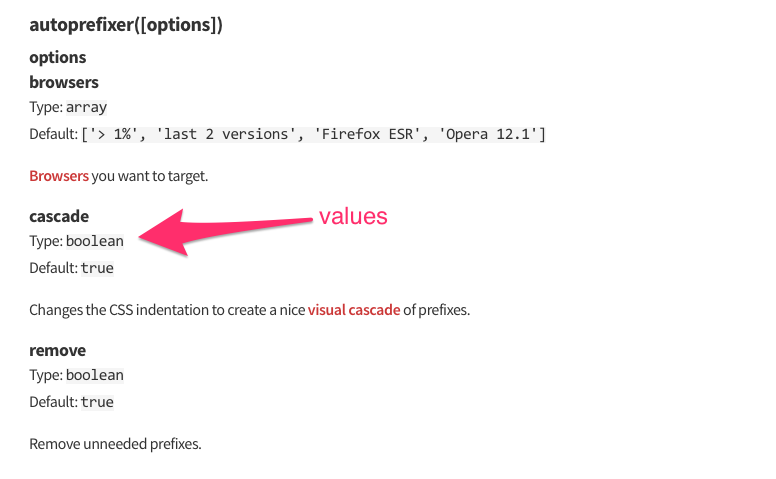 autoprefixer([options])
options
browsers
Type: array
Default: ['> 1%', 'last 2 versions', 'Firefox ESR', 'Opera 12.1']
Browsers you want to target.
cascade
values
Type: boolean
Default: true
Changes the CSS indentation to create a nice visual cascade of prefixes.
remove
Type: boolean
Default: true
Remove unneeded prefixes.